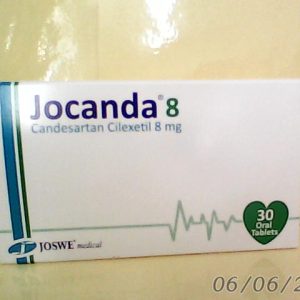 Jocanda® 8
Candesartan Cilexetil 8 mg
30
Oral
Tablets
JOSWE® medical
06/06/2